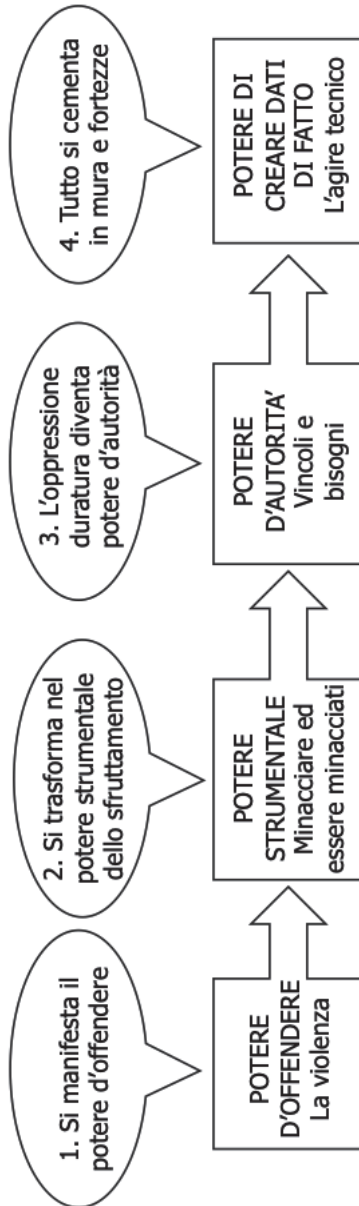 1. Si manifesta il
potere d'offendere
2. Si trasforma nel
potere strumentale
dello sfruttamento
3. L'oppressione
duratura diventa
potere d'autorità
4. Tutto si cementa
in mura e fortezze
POTERE
D'OFFENDERE
La violenza
POTERE
STRUMENTALE
Minacciare ed
essere minacciati
POTERE
D'AUTORITA'
Vincoli e
bisogni
POTERE DI
CREARE DATI
DI FATTO
L'agire tecnico